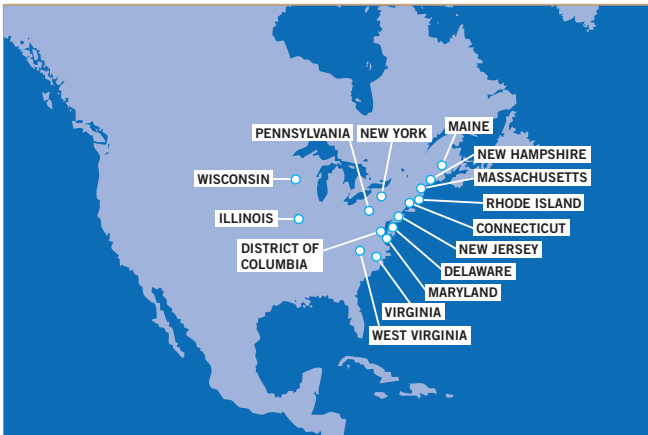 MAINE
PENNSYLVANIA
NEW YORK
NEW HAMPSHIRE
MASSACHUSETTS
WISCONSIN
RHODE ISLAND
ILLINOIS
CONNECTICUT
DISTRICT OF
COLUMBIA
NEW JERSEY
DELAWARE
MARYLAND
VIRGINIA
WEST VIRGINIA